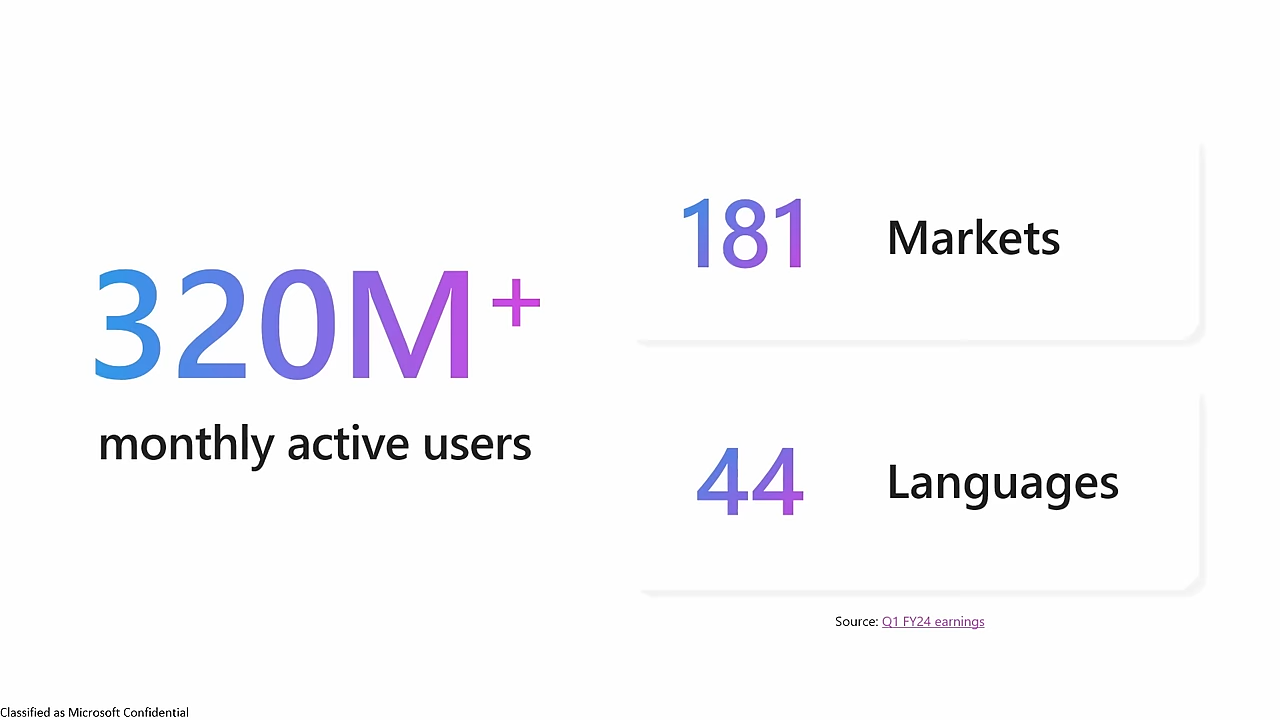 320M+
monthly active users
181 Markets
44 Languages
Source: Q1 FY24 earnings
Classified as Microsoft Confidential